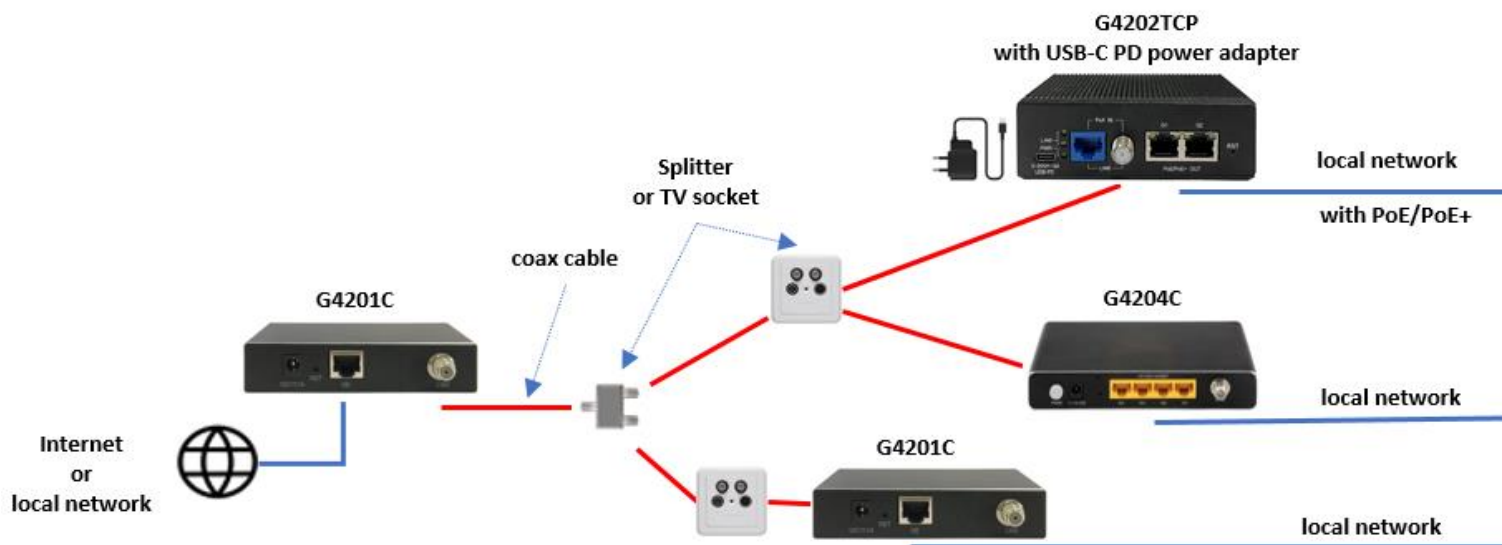 G4202TCP
with USB-C PD power adapter
local network
with PoE/PoE+
Splitter
or TV socket
coax cable
G4201C
G4204C
local network
Internet
or
local network
G4201C
local network